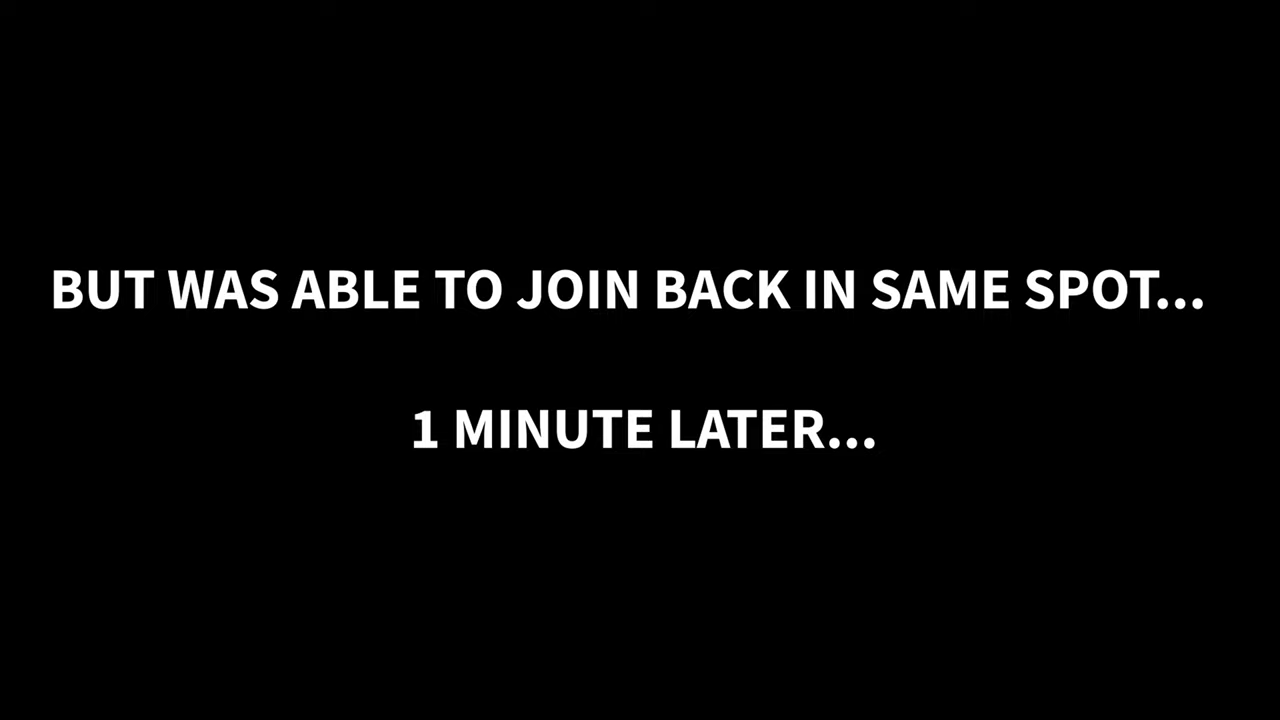 BUT WAS ABLE TO JOIN BACK IN SAME SPOT...
1 MINUTE LATER...